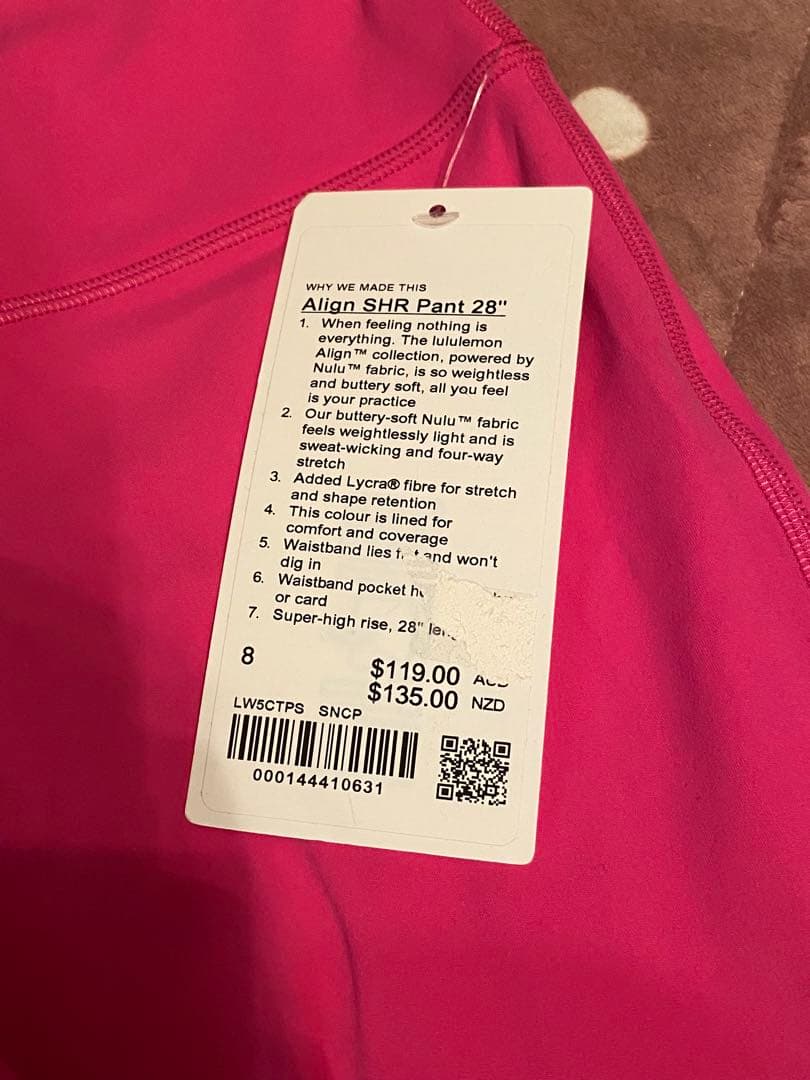 WHY WE MADE THIS
Align SHR Pant 28"
1. When feeling nothing is
everything. The lululemon
Align™ collection, powered by
Nulu™ fabric, is so weightless
and buttery soft, all you feel
is your practice
2. Our buttery-soft Nulu™ fabric
feels weightlessly light and is
sweat-wicking and four-way
stretch
3. Added Lycra® fibre for stretch
and shape retention
4. This colour is lined for
comfort and coverage
5. Waistband lies and won't
dig in
6. Waistband pocket
or card
7. Super-high rise, 28"
8
$119.00
$135.00 NZD
LW5CTPS SNCP
000144410631